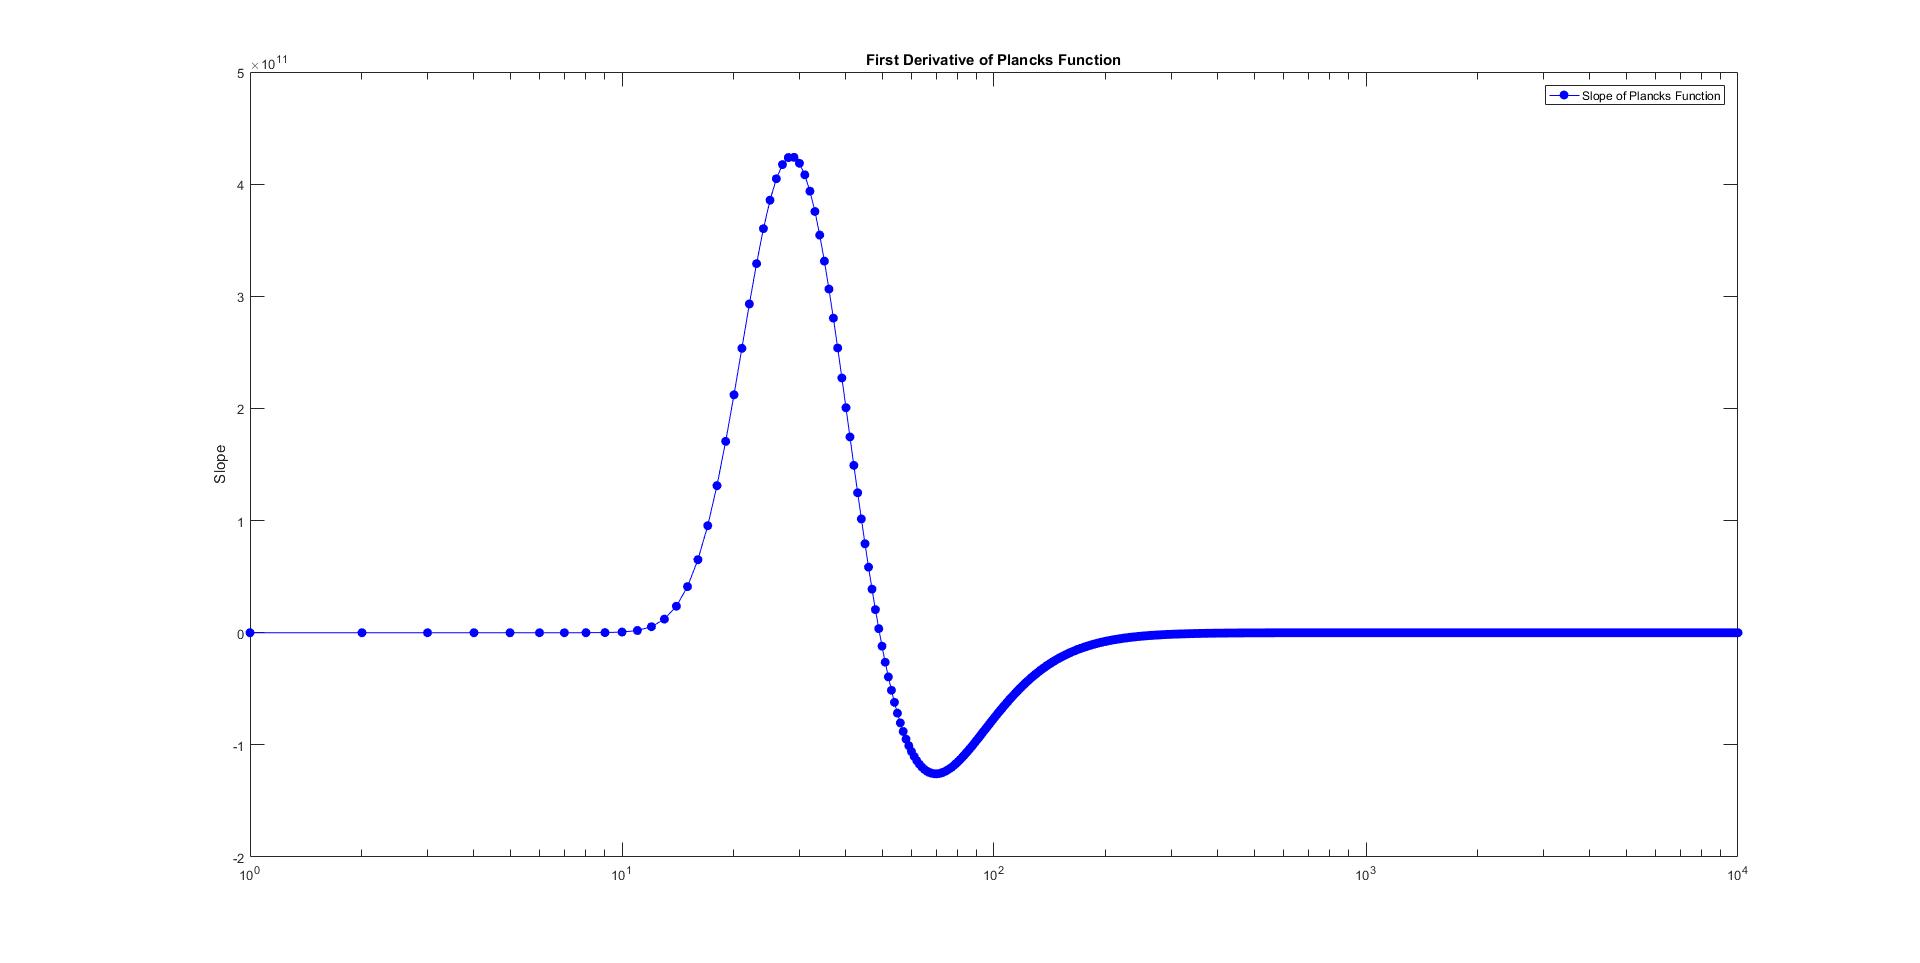 First Derivative of Plancks Function
×10^11
Slope of Plancks Function
5
4
3
2
1
0
-1
-2
Slope
10^0 10^1 10^2 10^3 10^4